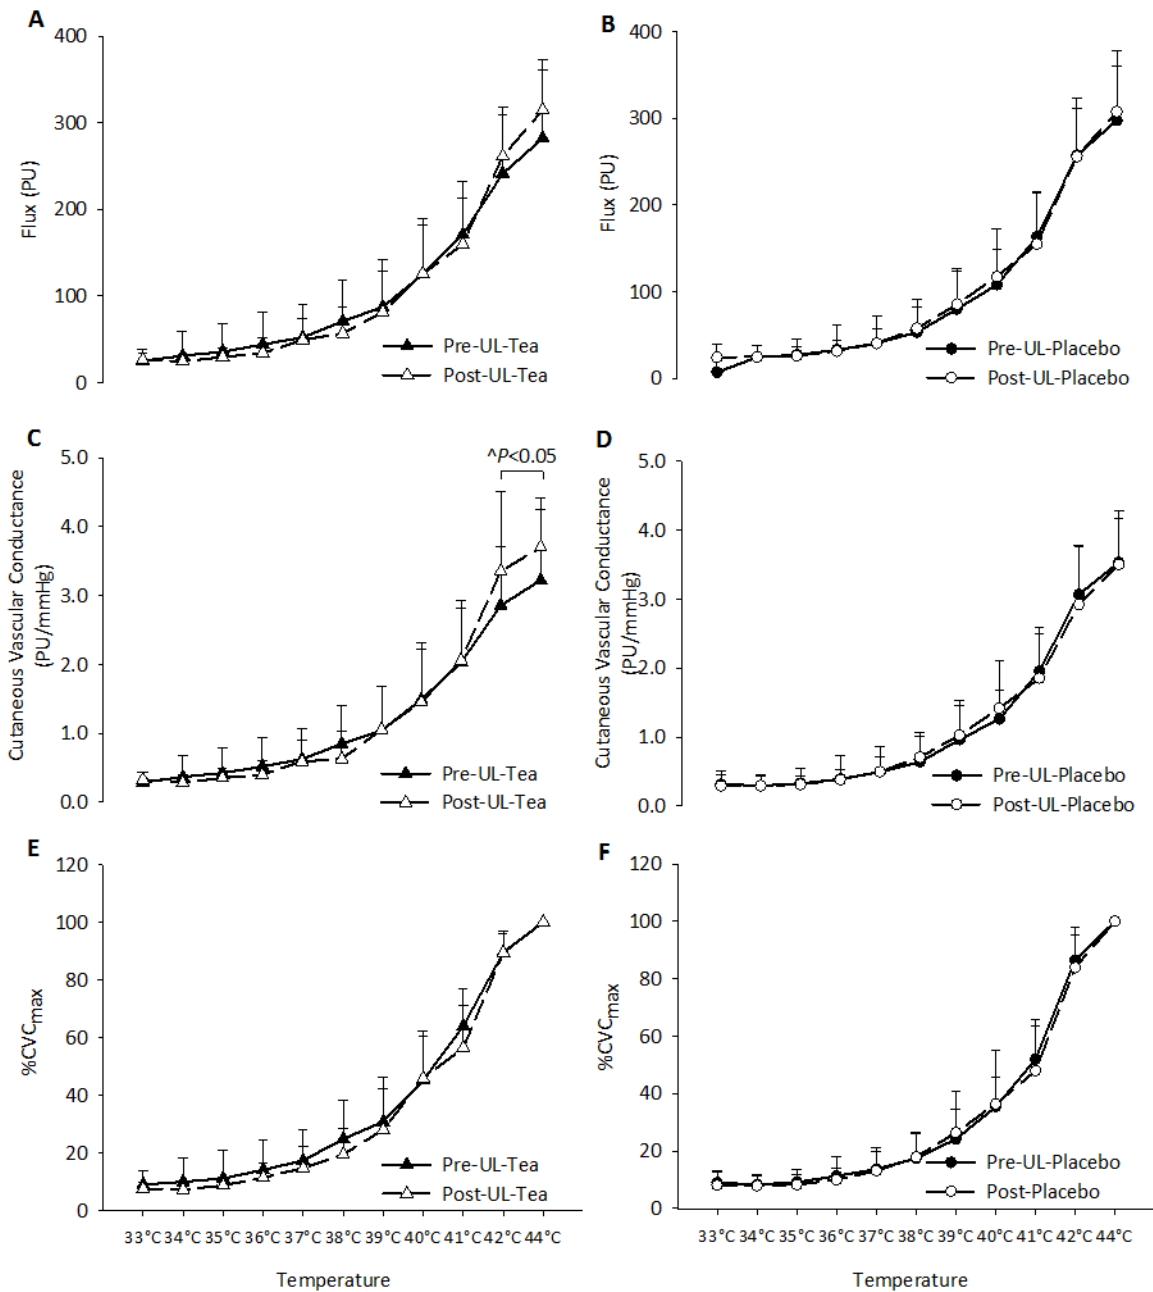 A
400
300
200
100
0
Flux (PU)
Pre-UL-Tea
Post-UL-Tea
B
400
300
200
100
0
Flux (PU)
Pre-UL-Placebo
Post-UL-Placebo
C
5.0
4.0
3.0
2.0
1.0
0.0
Cutaneous Vascular Conductance
(PU/mmHg)
^P<0.05
Pre-UL-Tea
Post-UL-Tea
D
5.0
4.0
3.0
2.0
1.0
0.0
Cutaneous Vascular Conductance
(PU/mmHg)
Pre-UL-Placebo
Post-UL-Placebo
E
120
100
80
60
40
20
0
%CVCmax
Pre-UL-Tea
Post-UL-Tea
33°C 34°C 35°C 36°C 37°C 38°C 39°C 40°C 41°C 42°C 44°C
Temperature
F
120
100
80
60
40
20
0
%CVCmax
Pre-UL-Placebo
Post-Placebo
33°C 34°C 35°C 36°C 37°C 38°C 39°C 40°C 41°C 42°C 44°C
Temperature